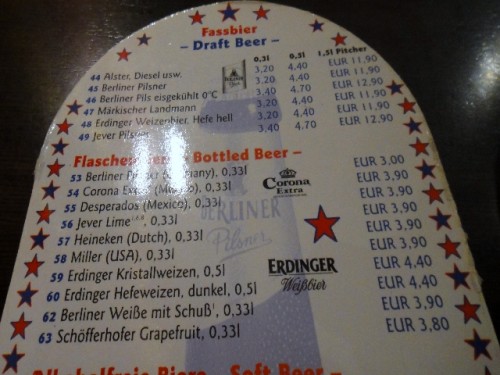 Fassbier
– Draft Beer –
0,3l 0,5l 1,5l Pitcher
44 Alster, Diesel usw. 3,20 4,40 EUR 11,90
45 Berliner Pilsner 3,20 4,40 EUR 11,90
46 Berliner Pils eisgekühlt 0°C 3,40 4,70 EUR 12,90
47 Märkischer Landmann 3,20 4,40 EUR 11,90
48 Erdinger Weizenbier, Hefe hell 3,20 4,40 EUR 11,90
49 Jever Pilsner 3,40 4.70 EUR 12.90
Bottled Beer –
53 Berliner 0,33l EUR 3,00
54 Corona 0,33l EUR 3.90
55 Desperados (Mexico), 0,33l EUR 3.90
56 Jever Lime 0,33l EUR 3,90
57 Heineken (Dutch), 0,33l EUR 3,90
58 Miller (USA), 0,33l EUR 3,90
59 Erdinger Kristallweizen, 0,5l EUR 4,40
60 Erdinger Hefeweizen, dunkel, 0,5l EUR 4,40
62 Berliner Weiße mit Schuß¹, 0,33l EUR 3,90
63 Schöfferhofer Grapefruit, 0,33l EUR 3,80
Corona
Extra
BERLINER
Pilsner
ERDINGER
Weißbier
Alkoholfreie Biere – Soft Beer –